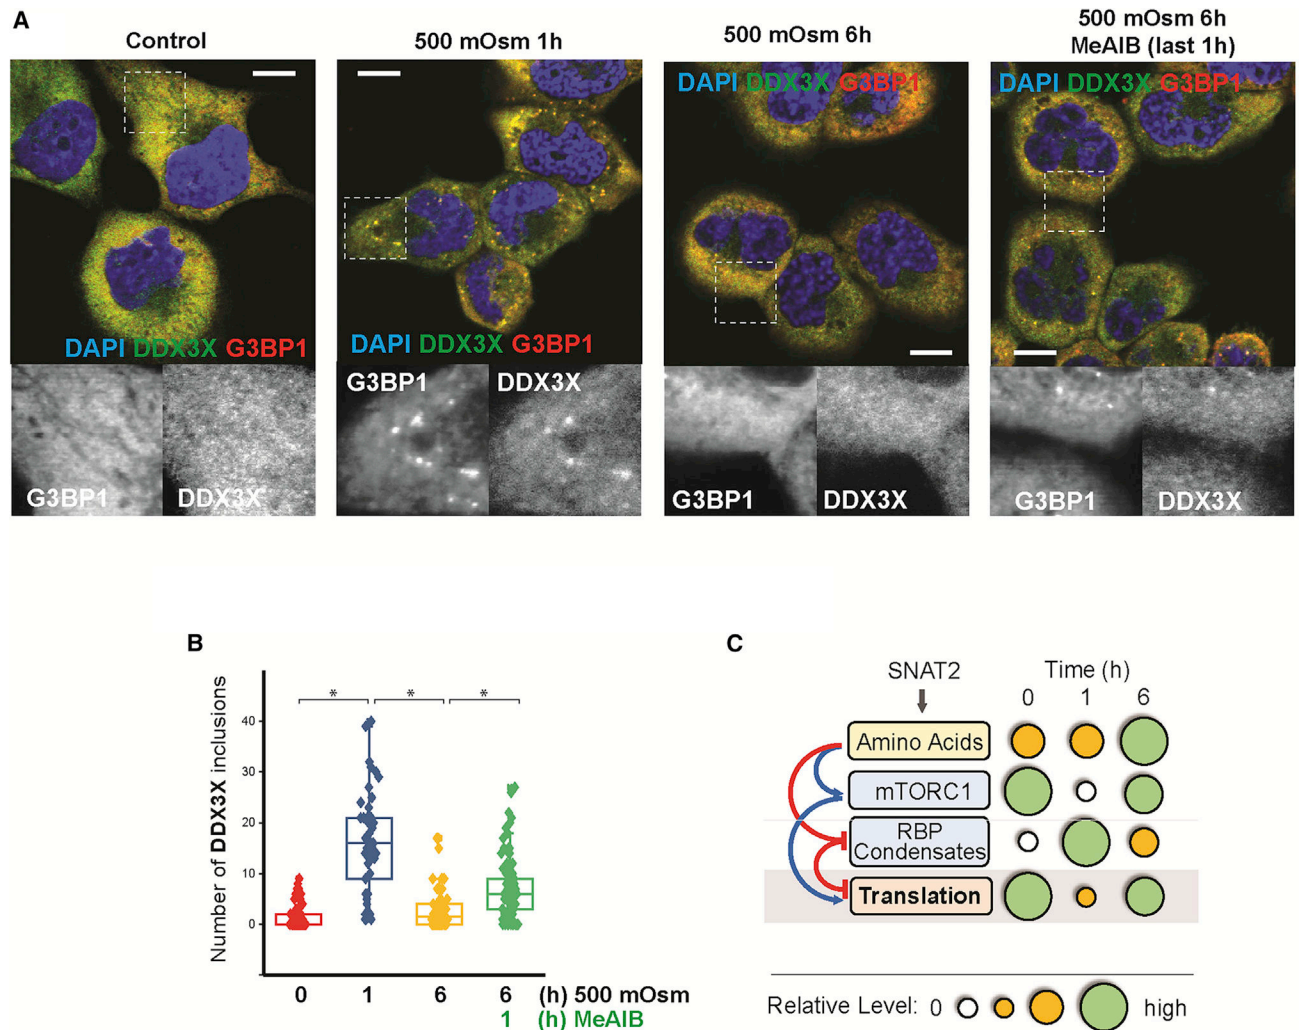 A
Control
500 mOsm 1h
500 mOsm 6h
500 mOsm 6h
MeAIB (last 1h)
DAPI DDX3X G3BP1
DAPI DDX3X G3BP1
DAPI DDX3X G3BP1
DAPI DDX3X G3BP1
G3BP1 DDX3X
G3BP1 DDX3X
G3BP1 DDX3X
G3BP1 DDX3X
B
Number of DDX3X inclusions
40
30
20
10
0
* * *
0 1 6 6 (h) 500 mOsm
1 (h) MeAIB
C
SNAT2 Time (h)
0 1 6
Amino Acids
mTORC1
RBP
Condensates
Translation
Relative Level: 0 high